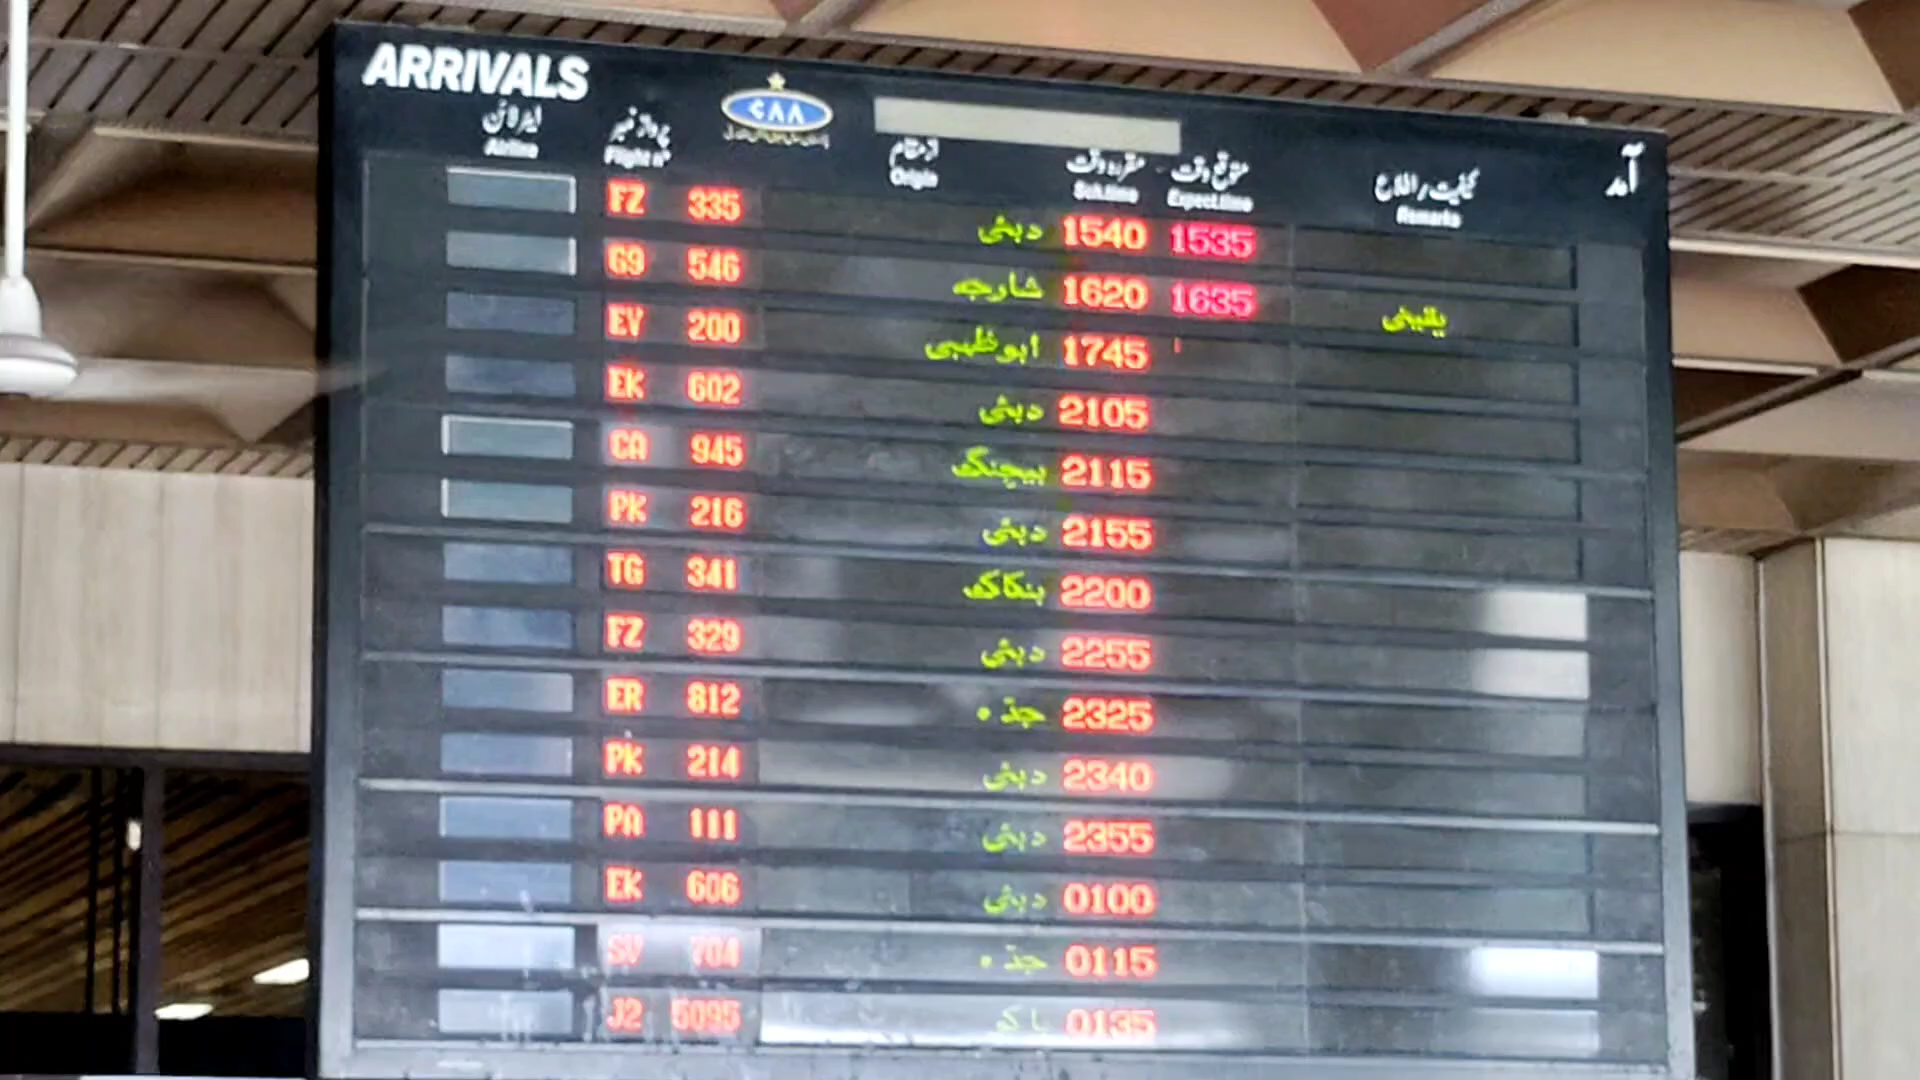 ARRIVALS
آمد
CAA
ایئرلائن پرواز نمبر ازمقام مقررہ وقت متوقع وقت کیفیت / اطلاع
Airline Flight n° Origin Sch.time Expect.time Remarks
FZ 335 دبئی 1540 1535
G9 546 شارجہ 1620 1635 یقینی
EY 200 ابوظہبی 1745
EK 602 دبئی 2105
CA 945 بیجنگ 2115
PK 216 دبئی 2155
TG 341 بنکاک 2200
FZ 329 دبئی 2255
ER 812 جدہ 2325
PK 214 دبئی 2340
PA 111 دبئی 2355
EK 606 دبئی 0100
SV 704 جدہ 0115
J2 5095 0135